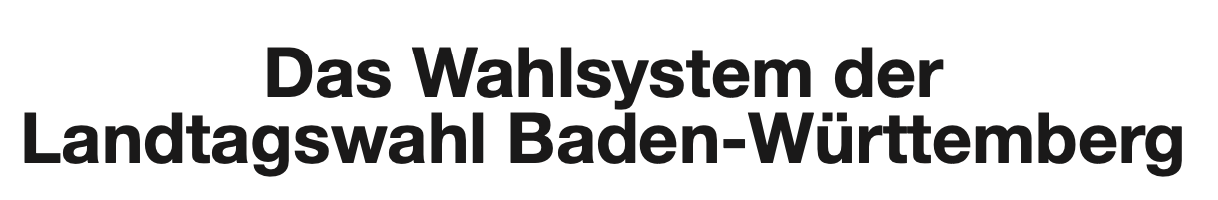 Das Wahlsystem der
Landtagswahl Baden-Württemberg